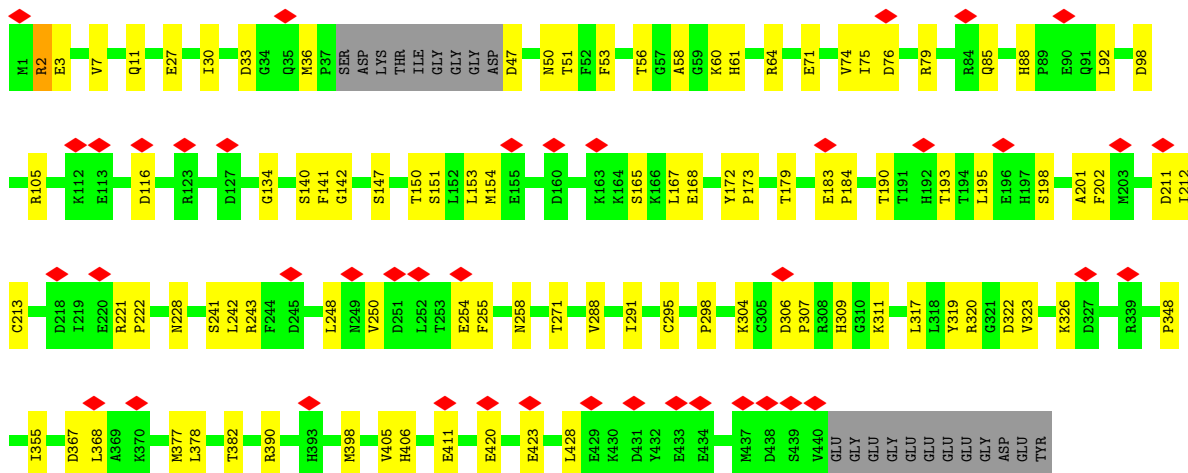 M1 R2 E3 V7 Q11 E27 I30 D33 G34 Q35 M36 P37 SER ASP LYS THR ILE GLY GLY GLY ASP D47 N50 T51 F52 F53 T56 G57 A58 G59 K60 H61 R64 E71 V74 I75 D76 R79 R84 Q85 H88 P89 E90 Q91 L92 D98
R105 K112 E113 D116 R123 D127 G134 S140 F141 G142 S147 T150 S151 L152 L153 M154 E155 D160 K163 K164 S165 K166 L167 E168 Y172 P173 T179 E183 P184 T190 T191 H192 T193 T194 L195 E196 H197 S198 A201 F202 M203 D211 I212
C213 D218 I219 E220 R221 P222 N228 S241 L242 R243 F244 D245 L248 N249 V250 D251 L252 T253 E254 F255 N258 T271 V288 I291 C295 P298 K304 C305 D306 P307 R308 H309 G310 K311 L317 L318 Y319 R320 G321 D322 V323 K326 D327 R339 P348
I355 D367 L368 A369 K370 M377 L378 T382 R390 H393 M398 V405 H406 E411 E420 E423 L428 E429 K430 D431 Y432 E433 E434 M437 D438 S439 V440 GLU GLY GLU GLU GLY GLU GLU GLU GLY ASP GLU TYR